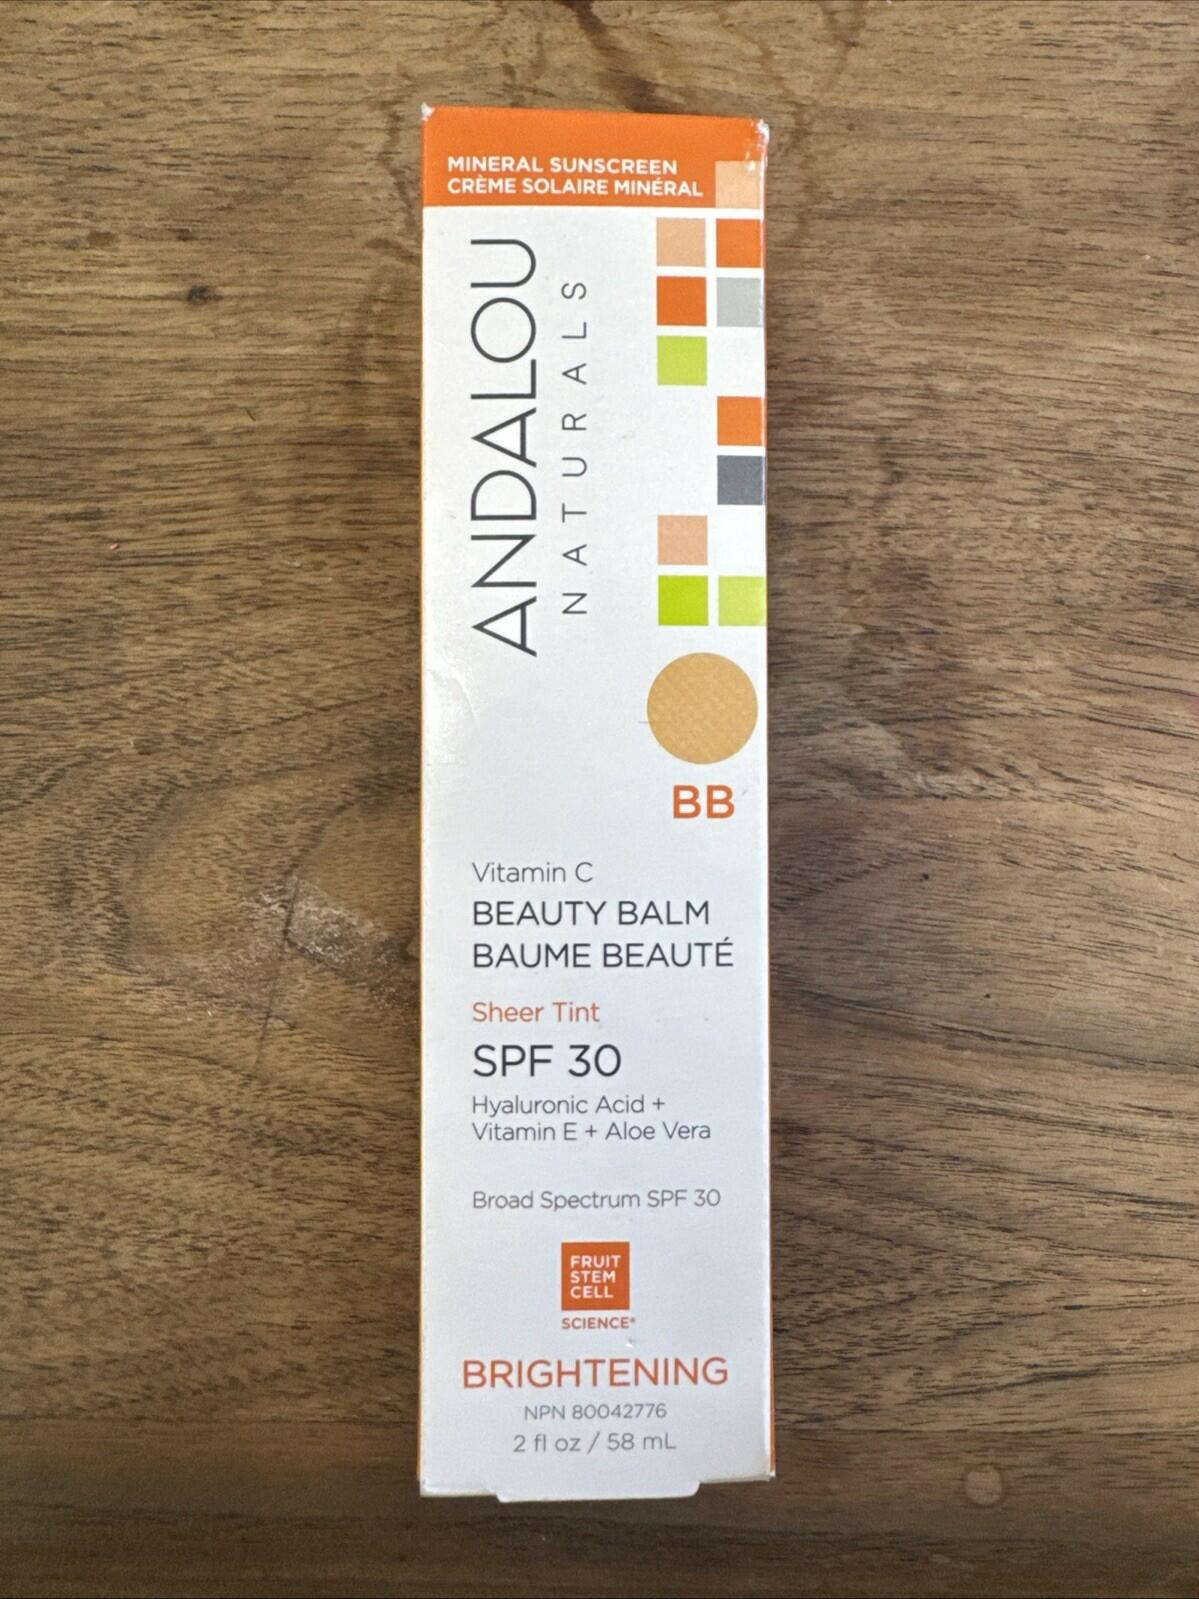 MINERAL SUNSCREEN
CRÈME SOLAIRE MINÉRAL
ANDALOU
NATURALS
BB
Vitamin C
BEAUTY BALM
BAUME BEAUTÉ
Sheer Tint
SPF 30
Hyaluronic Acid +
Vitamin E + Aloe Vera
Broad Spectrum SPF 30
FRUIT
STEM
CELL
SCIENCE®
BRIGHTENING
NPN 80042776
2 fl oz / 58 mL